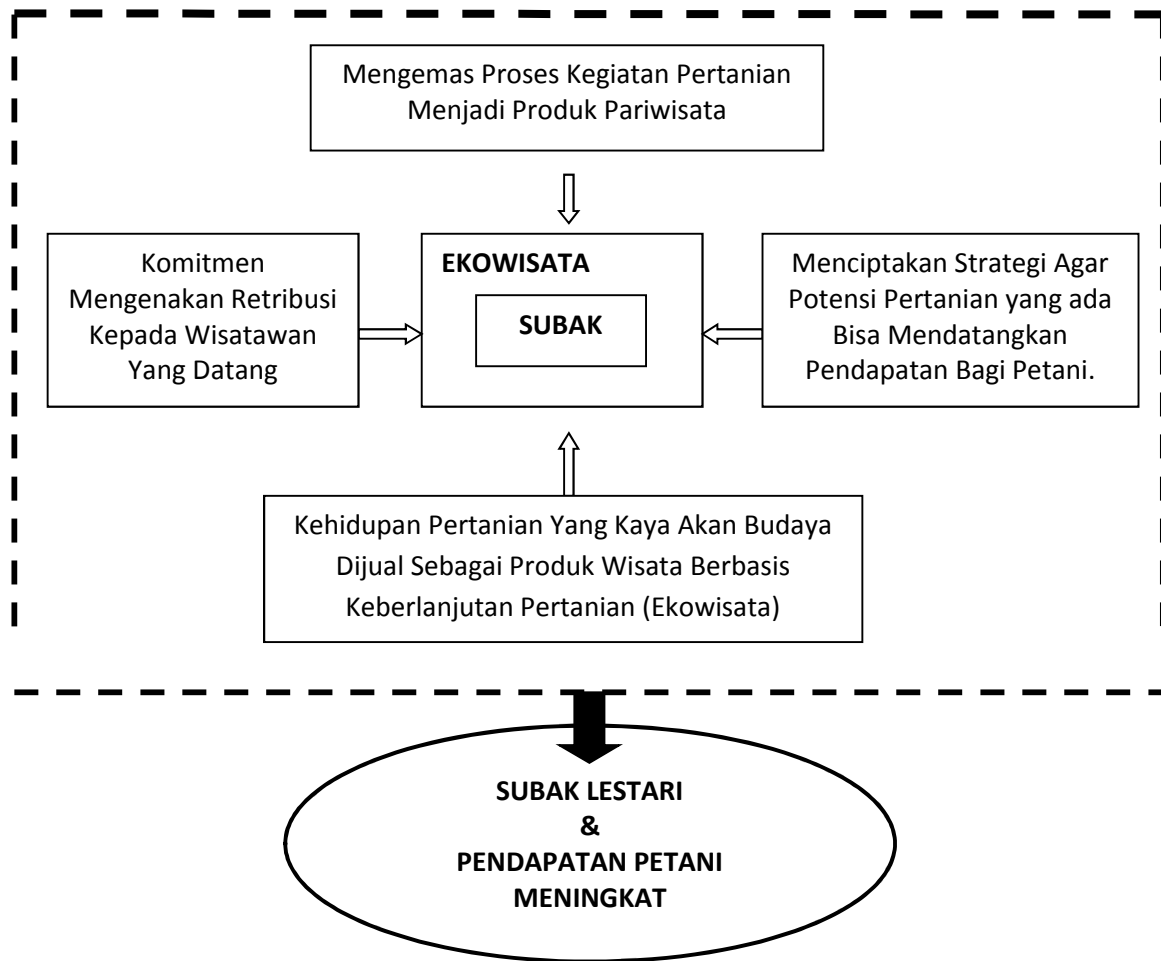 Mengemas Proses Kegiatan Pertanian
Menjadi Produk Pariwisata
Komitmen
Mengenakan Retribusi
Kepada Wisatawan
Yang Datang
EKOWISATA
SUBAK
Menciptakan Strategi Agar
Potensi Pertanian yang ada
Bisa Mendatangkan
Pendapatan Bagi Petani.
Kehidupan Pertanian Yang Kaya Akan Budaya
Dijual Sebagai Produk Wisata Berbasis
Keberlanjutan Pertanian (Ekowisata)
SUBAK LESTARI
&
PENDAPATAN PETANI
MENINGKAT